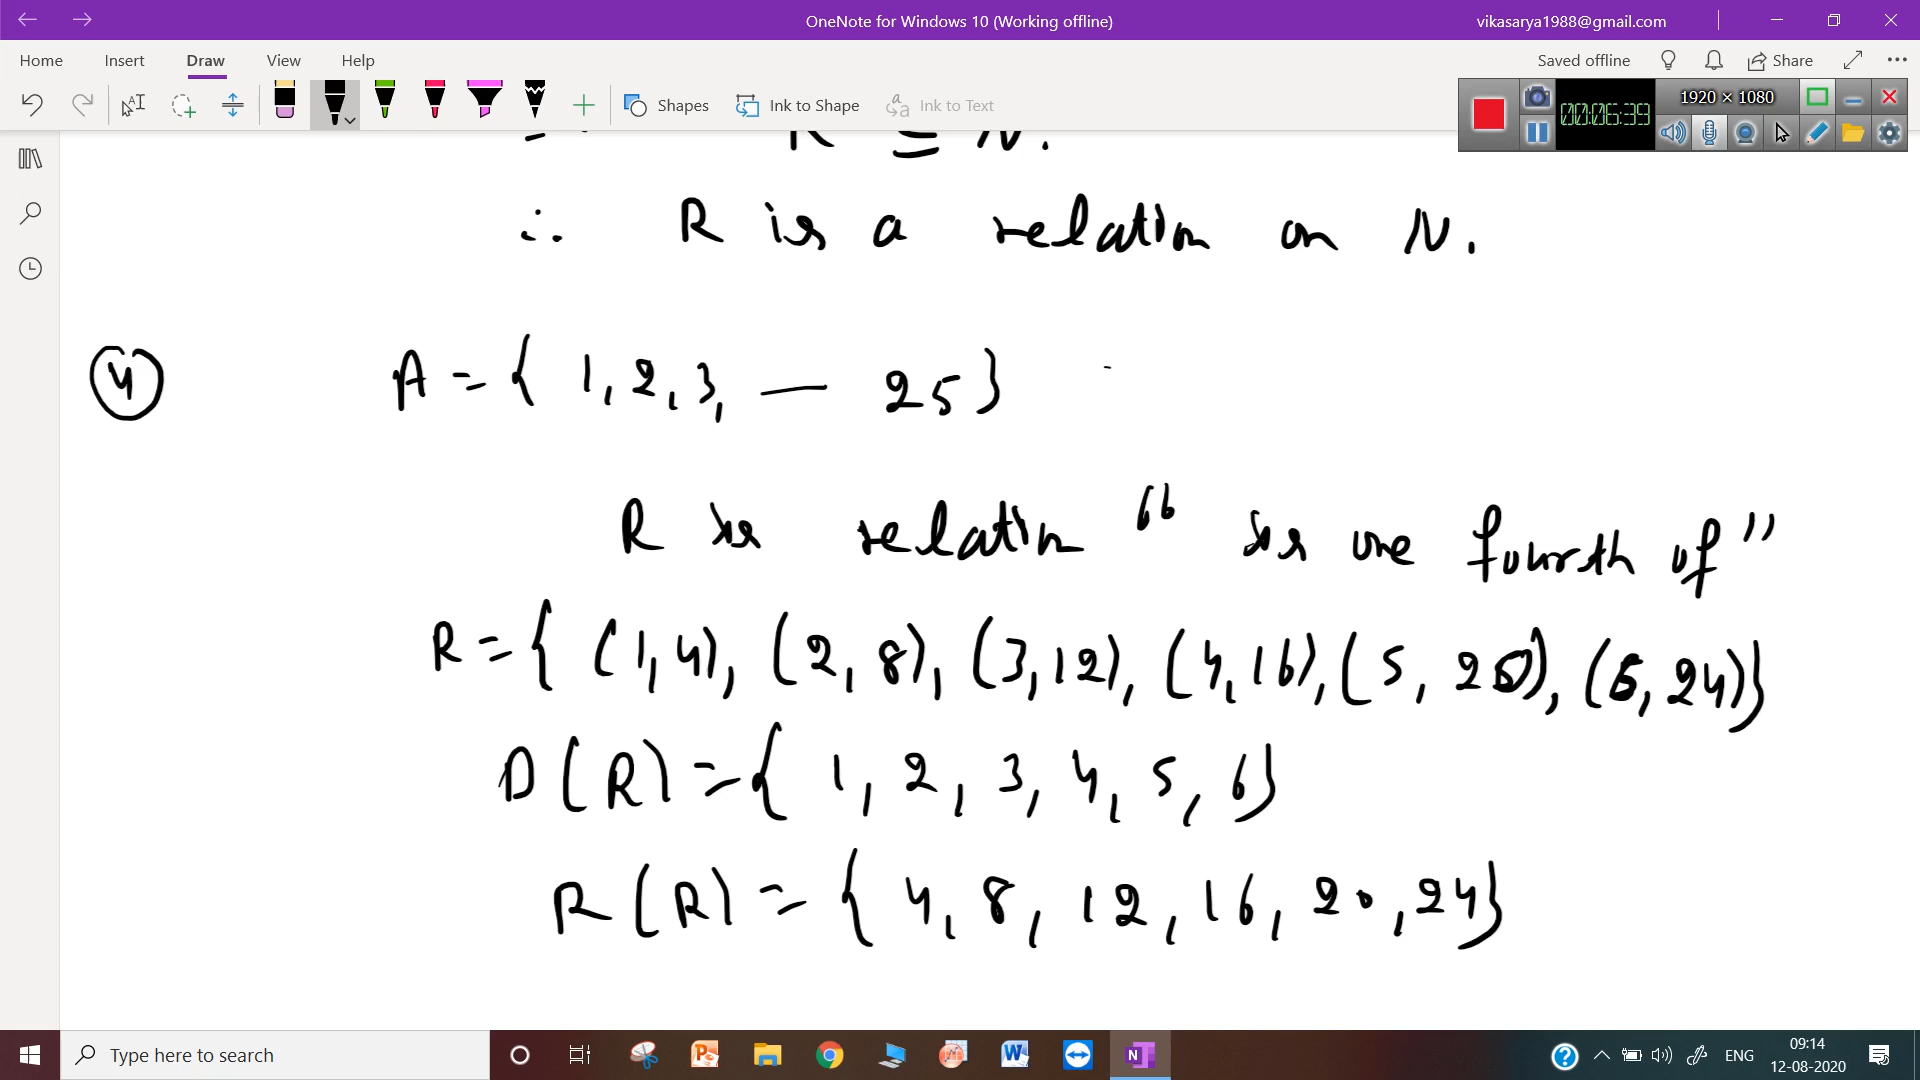 OneNote for Windows 10 (Working offline)
vikasarya1988@gmail.com
Home Insert Draw View Help
Saved offline
Share
Shapes
Ink to Shape
Ink to Text
1920 × 1080
00:06:39
R ⊆ N.
∴ R is a relation on N.
4 A = { 1, 2, 3, — 25 }
R is relation “ is one fourth of ”
R = { (1, 4), (2, 8), (3, 12), (4, 16), (5, 20), (6, 24) }
D(R) = { 1, 2, 3, 4, 5, 6 }
R(R) = { 4, 8, 12, 16, 20, 24 }
Type here to search
ENG
09:14
12-08-2020